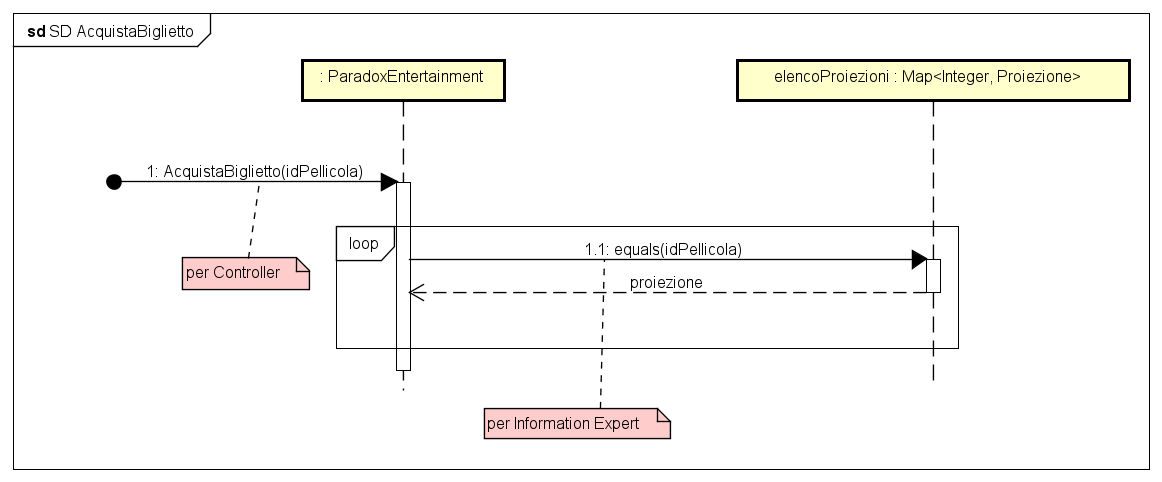 sd SD AcquistaBiglietto
: ParadoxEntertainment
elencoProiezioni : Map<Integer, Proiezione>
1: AcquistaBiglietto(idPellicola)
loop
1.1: equals(idPellicola)
per Controller
proiezione
per Information Expert